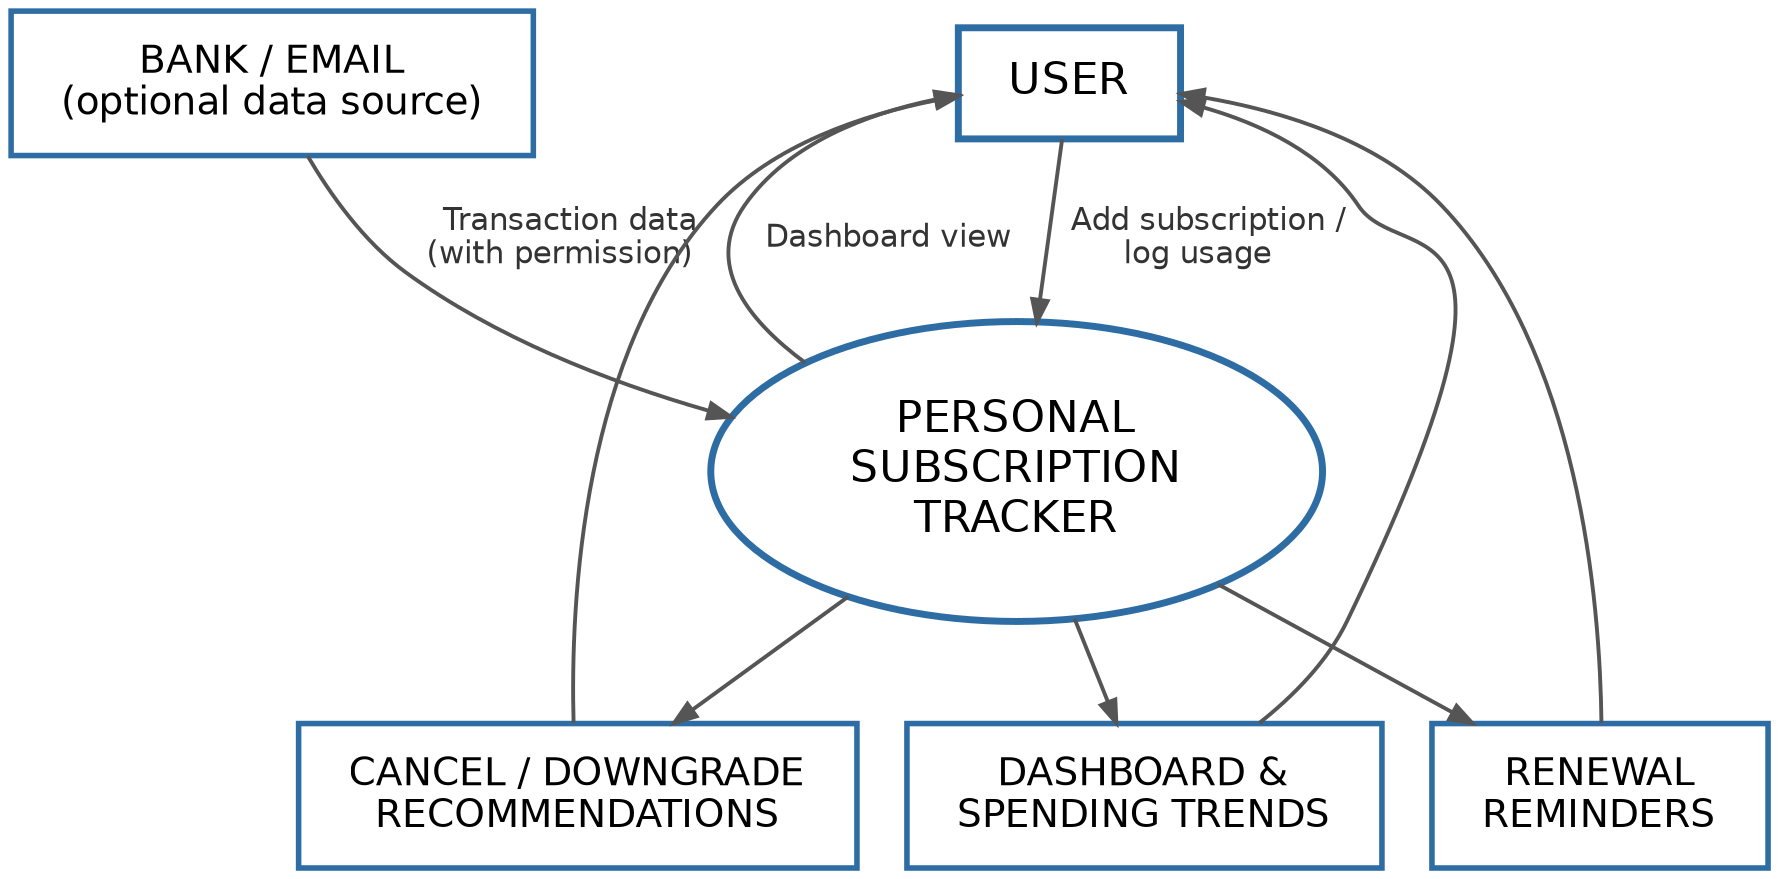 BANK / EMAIL
(optional data source)
USER
Transaction data
(with permission)
Dashboard view
Add subscription /
log usage
PERSONAL
SUBSCRIPTION
TRACKER
CANCEL / DOWNGRADE
RECOMMENDATIONS
DASHBOARD &
SPENDING TRENDS
RENEWAL
REMINDERS